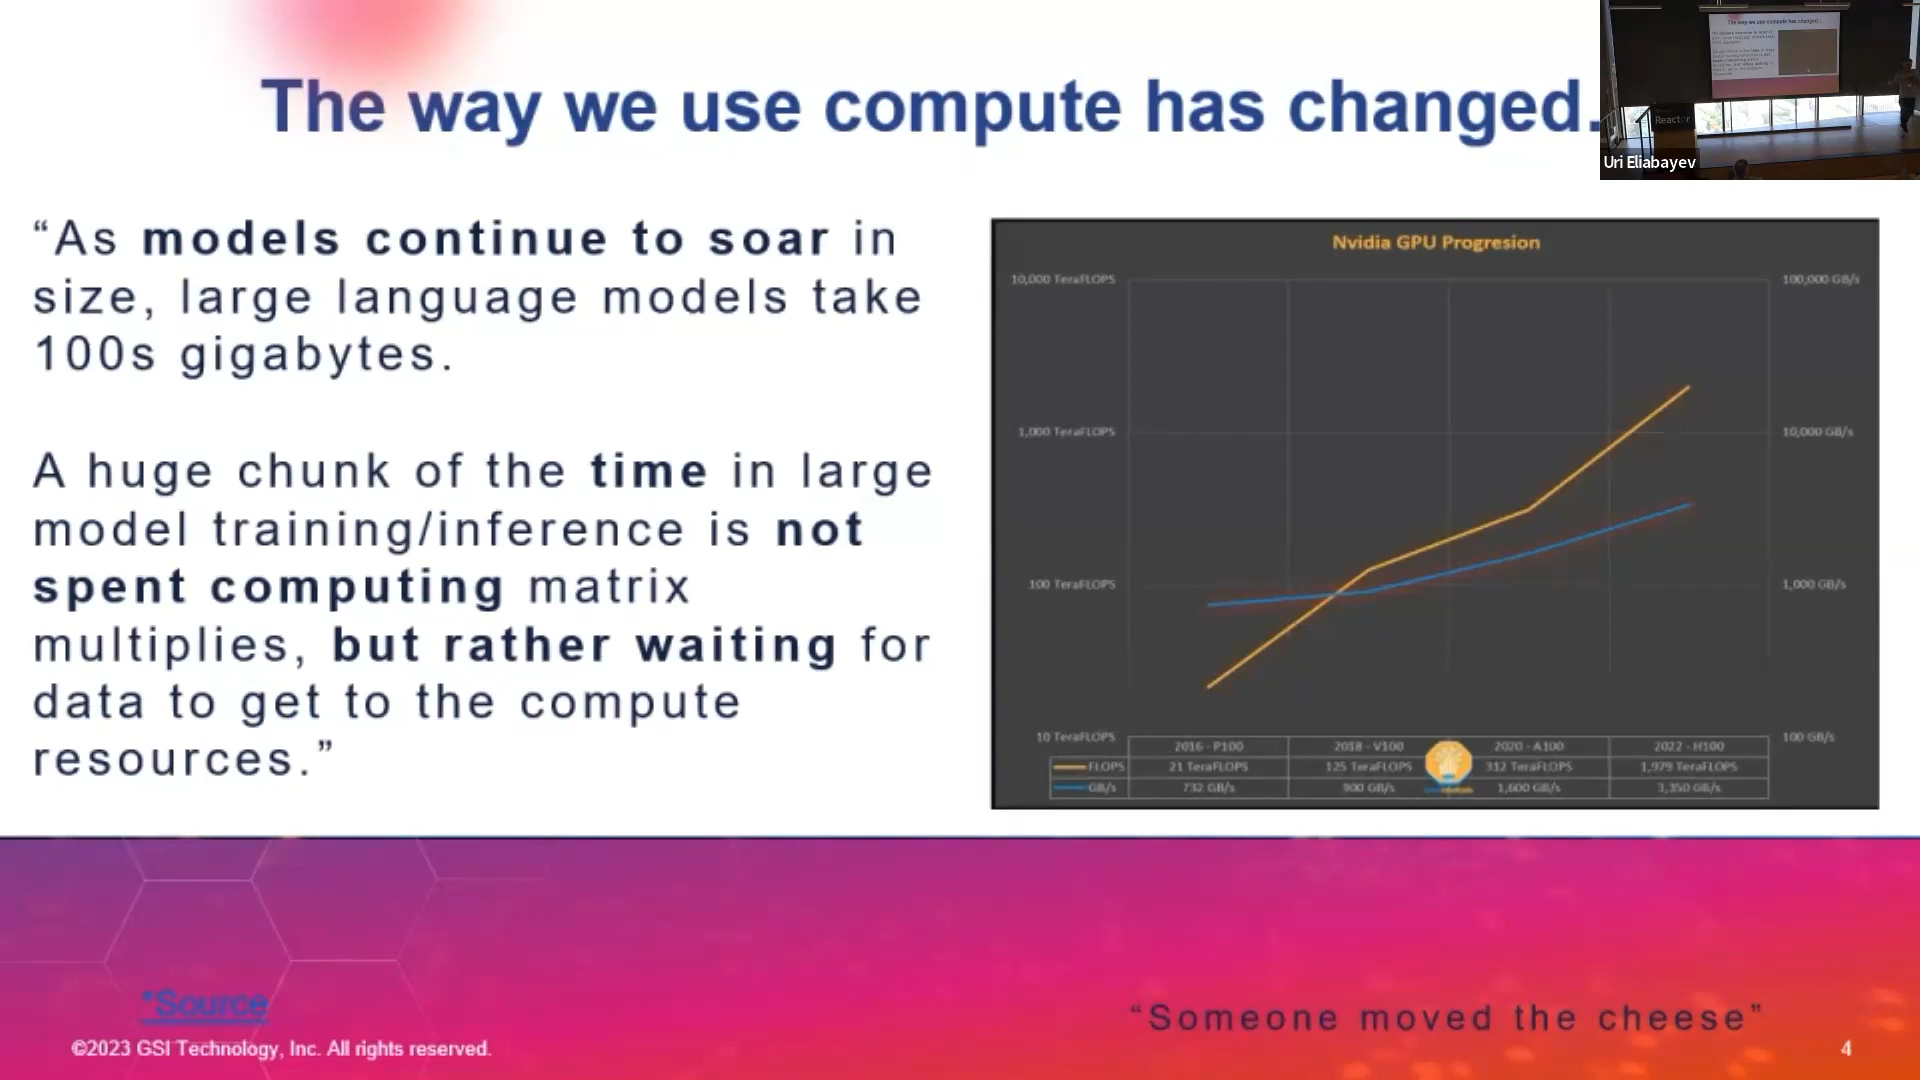 The way we use compute has changed.
Reactor
Uri Eliabayev
“As models continue to soar in
size, large language models take
100s gigabytes.
A huge chunk of the time in large
model training/inference is not
spent computing matrix
multiplies, but rather waiting for
data to get to the compute
resources.”
Nvidia GPU Progresion
10,000 TeraFLOPS
100,000 GB/s
1,000 TeraFLOPS
10,000 GB/s
100 TeraFLOPS
1,000 GB/s
10 TeraFLOPS
100 GB/s
2016 - P100 2018 - V100 2020 - A100 2022 - H100
FLOPS 21 TeraFLOPS 125 TeraFLOPS 312 TeraFLOPS 1,979 TeraFLOPS
GB/s 732 GB/s 900 GB/s 1,600 GB/s 3,350 GB/s
*Source
“Someone moved the cheese”
©2023 GSI Technology, Inc. All rights reserved.
4